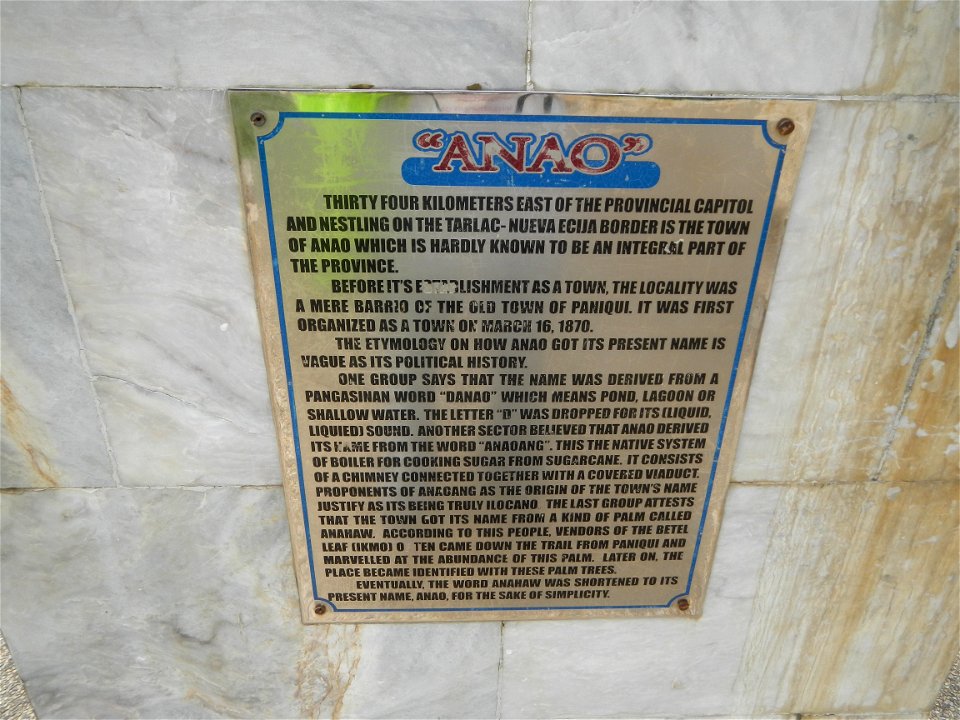 "ANAO"
THIRTY FOUR KILOMETERS EAST OF THE PROVINCIAL CAPITOL
AND NESTLING ON THE TARLAC- NUEVA ECIJA BORDER IS THE TOWN
OF ANAO WHICH IS HARDLY KNOWN TO BE AN INTEGRAL PART OF
THE PROVINCE.
BEFORE IT'S ESTABLISHMENT AS A TOWN, THE LOCALITY WAS
A MERE BARRIO OF THE OLD TOWN OF PANIQUI. IT WAS FIRST
ORGANIZED AS A TOWN ON MARCH 16, 1870.
THE ETYMOLOGY ON HOW ANAO GOT ITS PRESENT NAME IS
VAGUE AS ITS POLITICAL HISTORY.
ONE GROUP SAYS THAT THE NAME WAS DERIVED FROM A
PANGASINAN WORD "DANAO" WHICH MEANS POND, LAGOON OR
SHALLOW WATER. THE LETTER "D" WAS DROPPED FOR ITS (LIQUID,
LIQUIED) SOUND. ANOTHER SECTOR BELIEVED THAT ANAO DERIVED
ITS NAME FROM THE WORD "ANAOANG". THIS THE NATIVE SYSTEM
OF BOILER FOR COOKING SUGAR FROM SUGARCANE. IT CONSISTS
OF A CHIMNEY CONNECTED TOGETHER WITH A COVERED VIADUCT.
PROPONENTS OF ANAOANG AS THE ORIGIN OF THE TOWN'S NAME
JUSTIFY AS ITS BEING TRULY ILOCANO. THE LAST GROUP ATTESTS
THAT THE TOWN GOT ITS NAME FROM A KIND OF PALM CALLED
ANAHAW. ACCORDING TO THIS PEOPLE, VENDORS OF THE BETEL
LEAF (IKMO) O TEN CAME DOWN THE TRAIL FROM PANIQUI AND
MARVELLED AT THE ABUNDANCE OF THIS PALM. LATER ON, THE
PLACE BECAME IDENTIFIED WITH THESE PALM TREES.
EVENTUALLY, THE WORD ANAHAW WAS SHORTENED TO ITS
PRESENT NAME, ANAO, FOR THE SAKE OF SIMPLICITY.